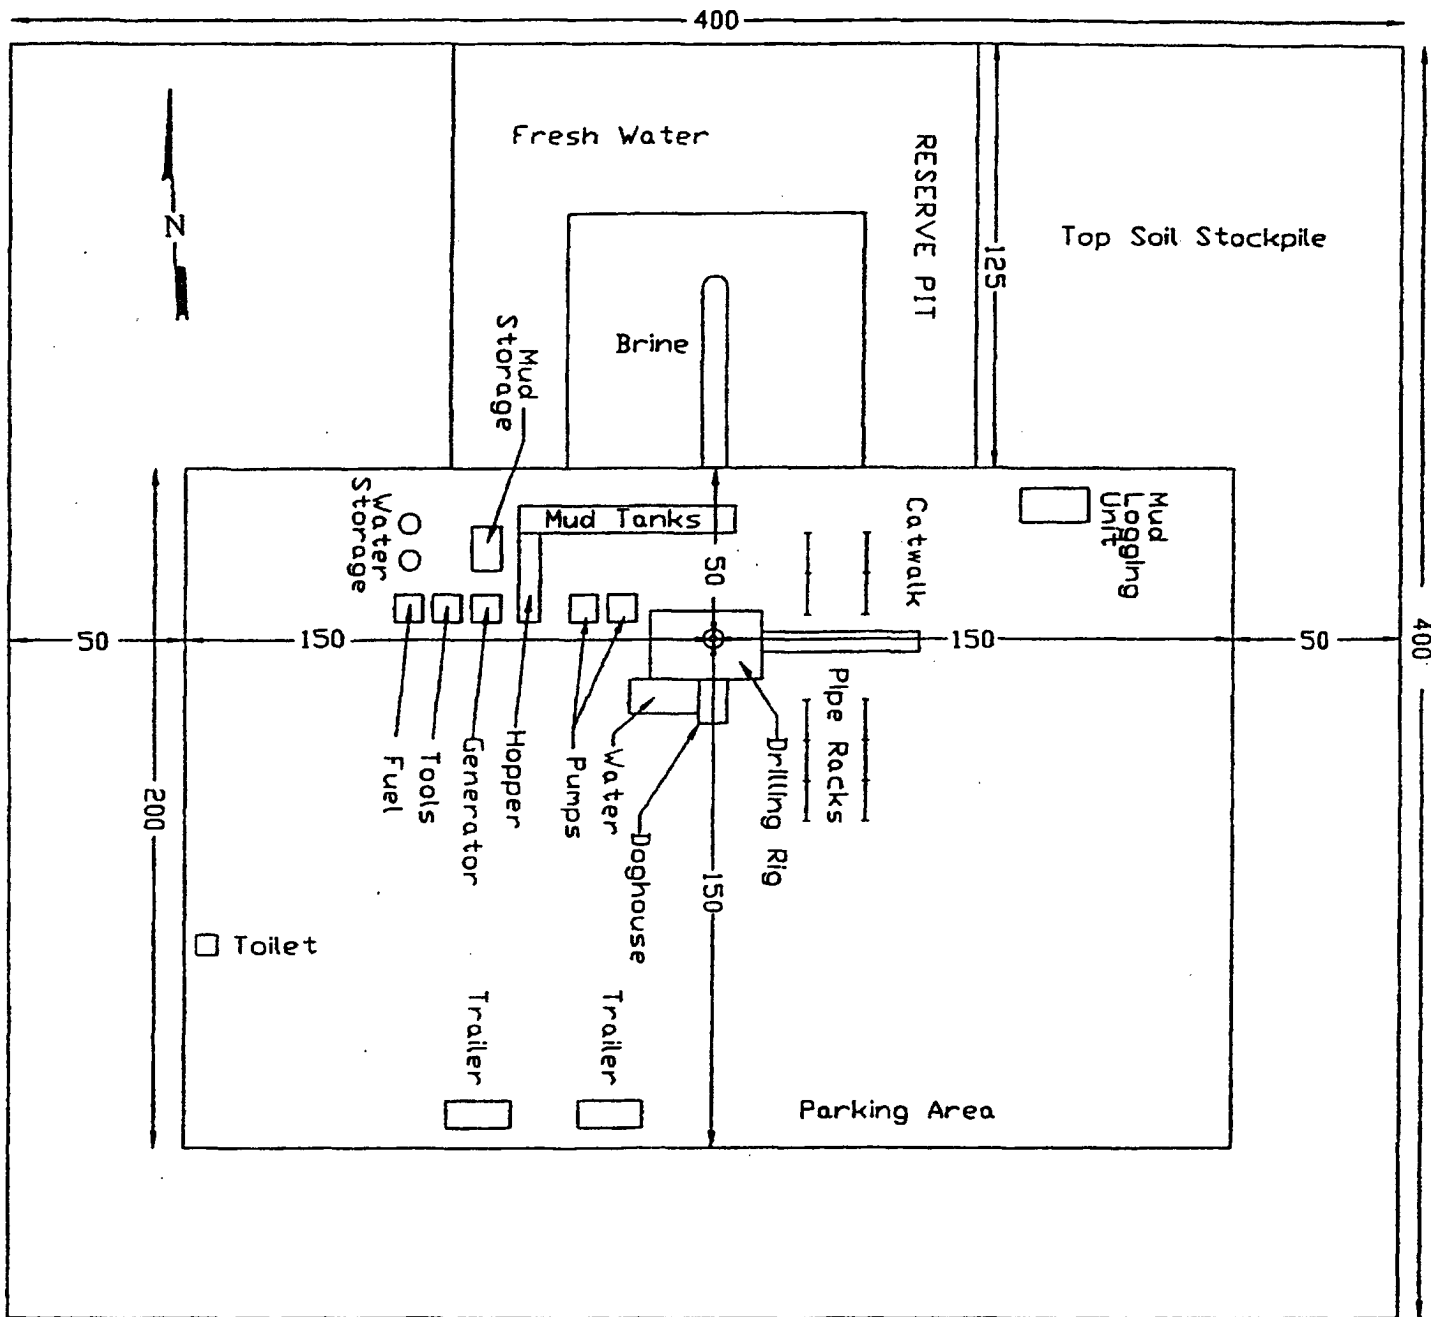 400
Fresh Water
RESERVE PIT
Top Soil Stockpile
N
125
Brine
Mud
Storage
Water
Storage
Mud Tanks
50
Catwalk
Mud
Logging
Unit
50
150
150
50
400
Fuel
Tools
Generator
Hopper
Pumps
Water
Doghouse
Drilling Rig
Pipe Racks
200
150
Toilet
Trailer
Trailer
Parking Area